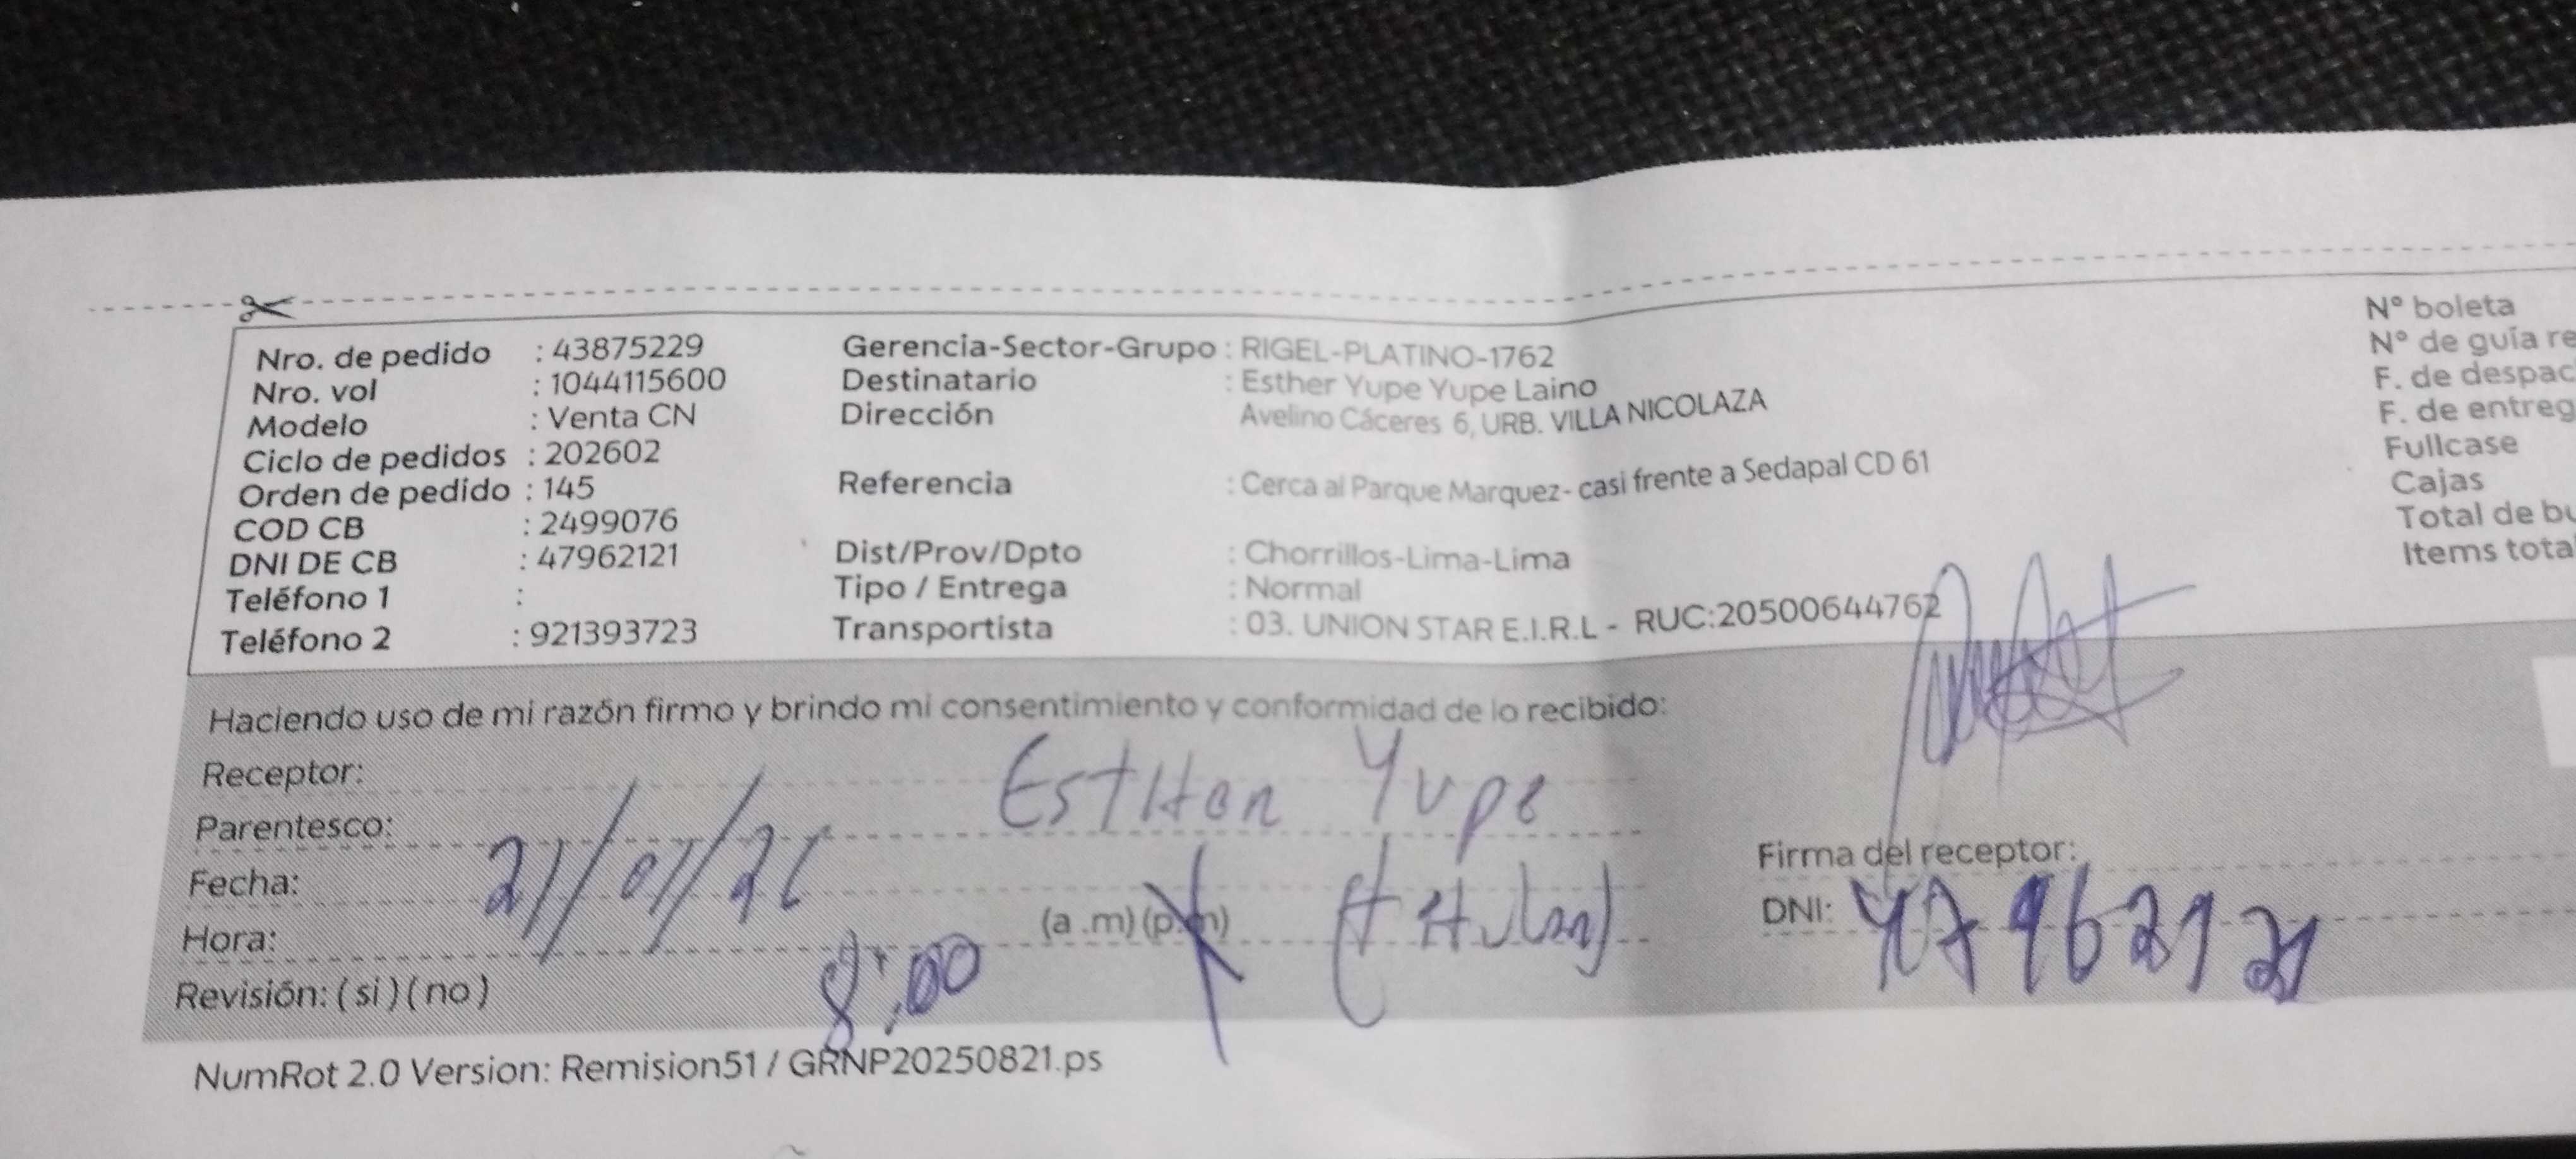 Nro. de pedido : 43875229 Gerencia-Sector-Grupo : RIGEL-PLATINO-1762 N° boleta
Nro. vol : 1044115600 Destinatario : Esther Yupe Yupe Laino N° de guía re
Modelo : Venta CN Dirección Avelino Cáceres 6, URB. VILLA NICOLAZA F. de despac
Ciclo de pedidos : 202602 F. de entreg
Orden de pedido : 145 Referencia : Cerca al Parque Marquez- casi frente a Sedapal CD 61 Fullcase
COD CB : 2499076 Cajas
DNI DE CB : 47962121 Dist/Prov/Dpto : Chorrillos-Lima-Lima Total de bu
Teléfono 1 : Tipo / Entrega : Normal Items tota
Teléfono 2 : 921393723 Transportista : 03. UNION STAR E.I.R.L - RUC:20500644762
Haciendo uso de mi razón firmo y brindo mi consentimiento y conformidad de lo recibido:
Receptor: Esther Yupe
Parentesco: (titular)
Fecha: 21/01/26
Hora: 8:00 (a .m) (p.m)
Revisión: ( si ) ( no )
Firma del receptor:
DNI: 47962121
NumRot 2.0 Version: Remision51 / GRNP20250821.ps